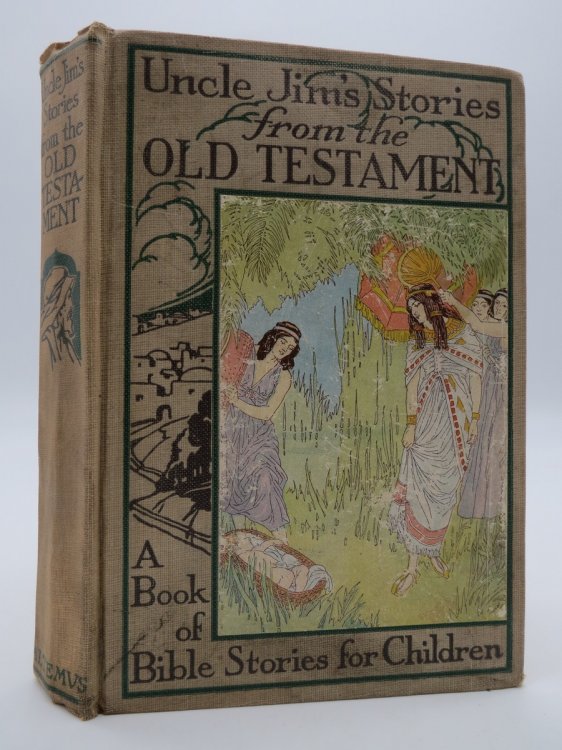 Uncle Jim's Stories
from the
OLD TESTAMENT
A
Book
of
Bible Stories for Children
Uncle Jim's
Stories
from the
OLD
TESTA-
MENT